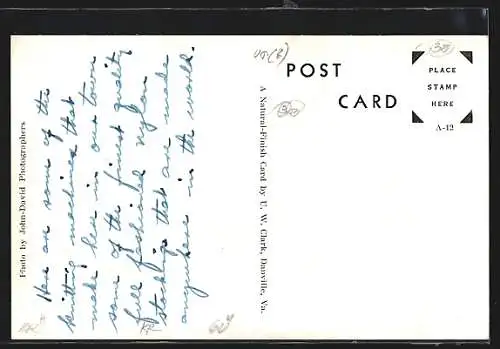 Here are some of the
knitting machines that
made here in our town
some of the finest quality
full fashioned nylon
stockings that are made
anywhere in the world.
Photo by John-David Photographers
POST CARD
A Natural-Finish Card by E. W. Clark, Danville, Va.
PLACE
STAMP
HERE
A-12